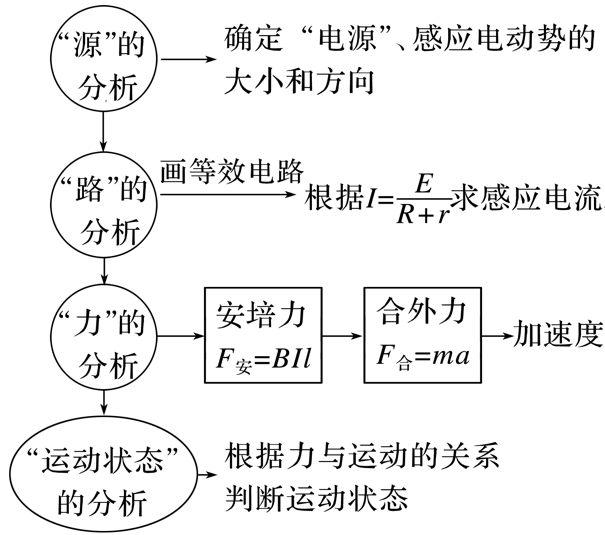 “源”的
分析
确定“电源”、感应电动势的
大小和方向
“路”的
分析
画等效电路
根据I=E/(R+r)求感应电流
“力”的
分析
安培力
F安=BIl
合外力
F合=ma
加速度
“运动状态”
的分析
根据力与运动的关系
判断运动状态